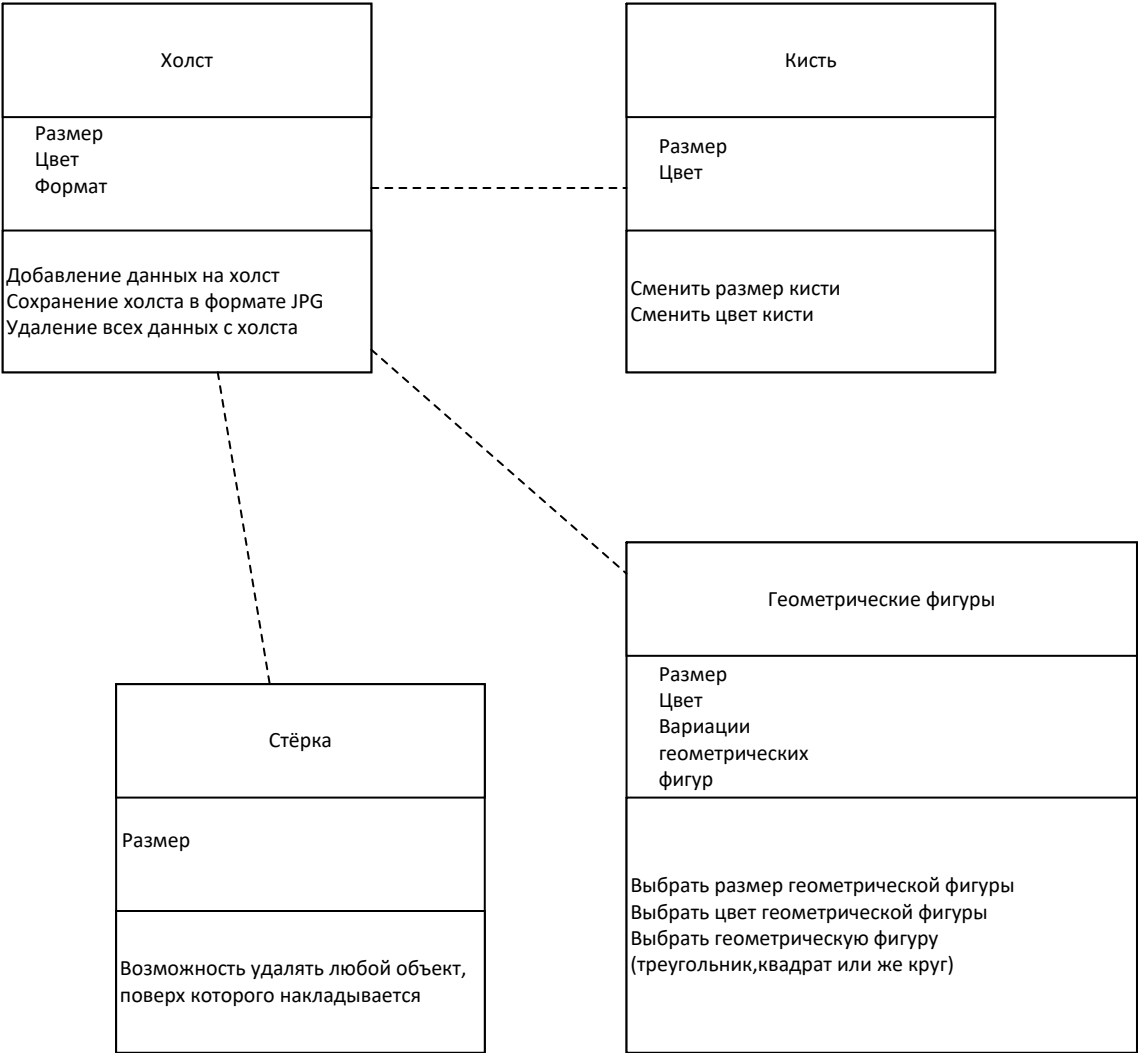 Холст
Размер
Цвет
Формат
Добавление данных на холст
Сохранение холста в формате JPG
Удаление всех данных с холста
Кисть
Размер
Цвет
Сменить размер кисти
Сменить цвет кисти
Стёрка
Размер
Возможность удалять любой объект,
поверх которого накладывается
Геометрические фигуры
Размер
Цвет
Вариации
геометрических
фигур
Выбрать размер геометрической фигуры
Выбрать цвет геометрической фигуры
Выбрать геометрическую фигуру
(треугольник,квадрат или же круг)